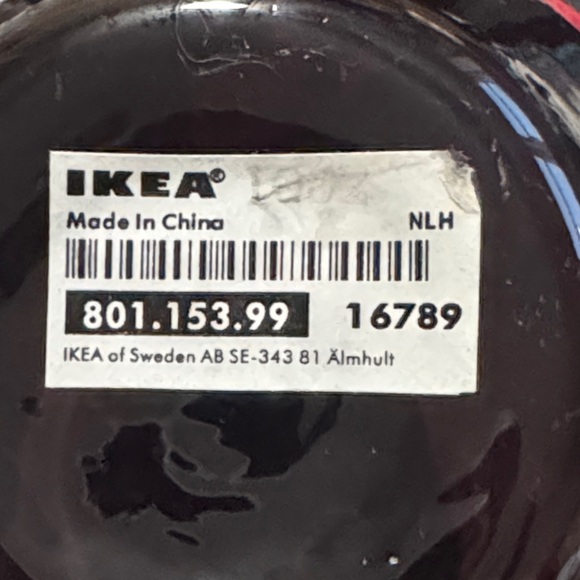 IKEA®
Made In China NLH
801.153.99 16789
IKEA of Sweden AB SE-343 81 Älmhult